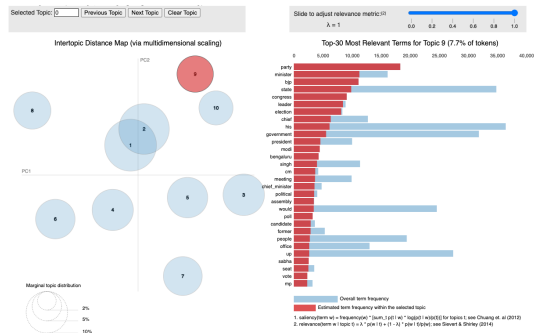 Selected Topic: 0
Previous Topic
Next Topic
Clear Topic
Slide to adjust relevance metric:(2)
λ = 1
0.0
0.2
0.4
0.6
0.8
1.0
Intertopic Distance Map (via multidimensional scaling)
PC2
PC1
8
10
2
1
3
5
4
6
7
Marginal topic distribution
2%
5%
10%
Top-30 Most Relevant Terms for Topic 9 (7.7% of tokens)
0
5,000
10,000
15,000
20,000
25,000
30,000
35,000
40,000
party
minister
bjp
state
congress
leader
election
chief
his
government
president
modi
bengaluru
singh
cm
meeting
chief_minister
political
assembly
would
poll
candidate
former
people
office
up
sabha
seat
vote
mp
Overall term frequency
Estimated term frequency within the selected topic
1. saliency(term w) = frequency(w) * [sum_t p(t | w) * log(p(t | w)/p(t))] for topics t; see Chuang et. al (2012)
2. relevance(term w | topic t) = λ * p(w | t) + (1 - λ) * p(w | t)/p(w); see Sievert & Shirley (2014)